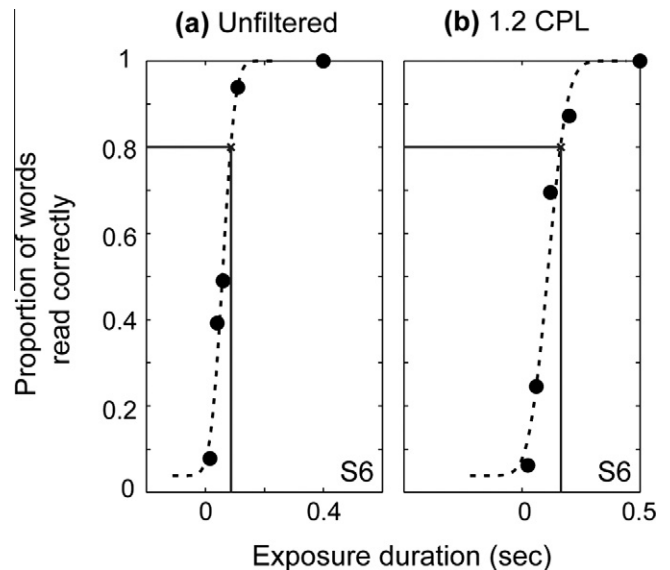 (a) Unfiltered
(b) 1.2 CPL
Proportion of words
read correctly
1
0.8
0.6
0.4
0.2
0
S6
S6
0
0.4
0
0.5
Exposure duration (sec)